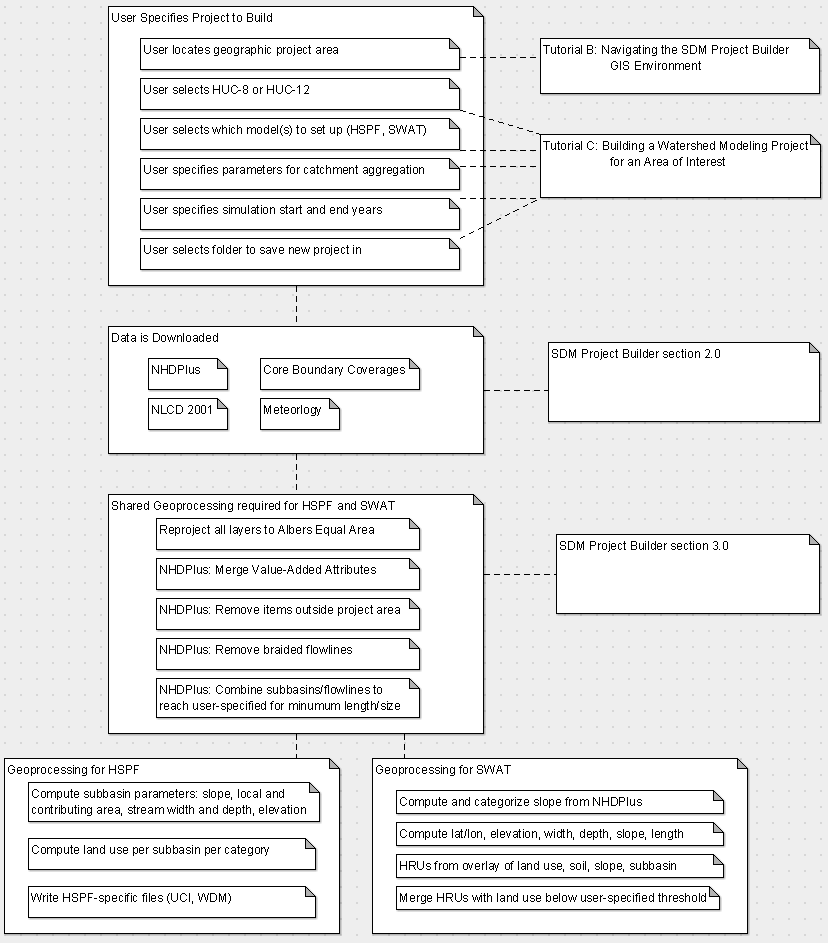 User Specifies Project to Build
User locates geographic project area
Tutorial B: Navigating the SDM Project Builder
GIS Environment
User selects HUC-8 or HUC-12
User selects which model(s) to set up (HSPF, SWAT)
Tutorial C: Building a Watershed Modeling Project
for an Area of Interest
User specifies parameters for catchment aggregation
User specifies simulation start and end years
User selects folder to save new project in
Data is Downloaded
NHDPlus
Core Boundary Coverages
NLCD 2001
Meteorlogy
SDM Project Builder section 2.0
Shared Geoprocessing required for HSPF and SWAT
Reproject all layers to Albers Equal Area
NHDPlus: Merge Value-Added Attributes
NHDPlus: Remove items outside project area
NHDPlus: Remove braided flowlines
NHDPlus: Combine subbasins/flowlines to
reach user-specified for minumum length/size
SDM Project Builder section 3.0
Geoprocessing for HSPF
Compute subbasin parameters: slope, local and
contributing area, stream width and depth, elevation
Compute land use per subbasin per category
Write HSPF-specific files (UCI, WDM)
Geoprocessing for SWAT
Compute and categorize slope from NHDPlus
Compute lat/lon, elevation, width, depth, slope, length
HRUs from overlay of land use, soil, slope, subbasin
Merge HRUs with land use below user-specified threshold